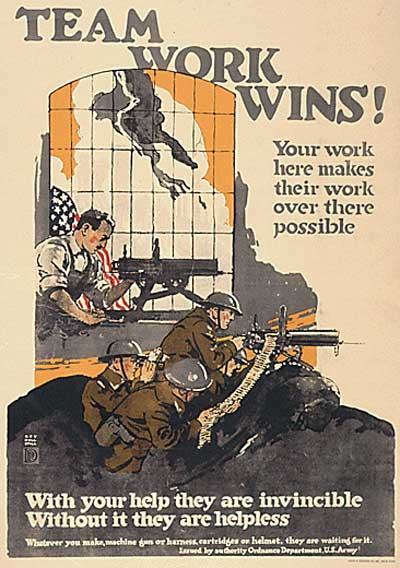 TEAM
WORK
WINS!
Your work
here makes
their work
over there
possible
With your help they are invincible
Without it they are helpless
Whatever you make, machine gun or harness, cartridges or helmet, they are waiting for it.
Issued by authority Ordnance Department, U.S. Army!